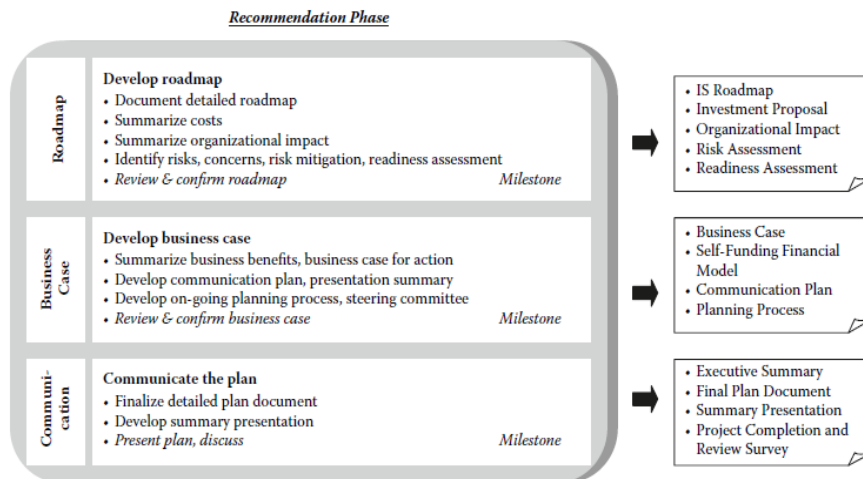 Recommendation Phase
Roadmap
Develop roadmap
• Document detailed roadmap
• Summarize costs
• Summarize organizational impact
• Identify risks, concerns, risk mitigation, readiness assessment
• Review & confirm roadmap Milestone
• IS Roadmap
• Investment Proposal
• Organizational Impact
• Risk Assessment
• Readiness Assessment
Business
Case
Develop business case
• Summarize business benefits, business case for action
• Develop communication plan, presentation summary
• Develop on-going planning process, steering committee
• Review & confirm business case Milestone
• Business Case
• Self-Funding Financial
Model
• Communication Plan
• Planning Process
Communi-
cation
Communicate the plan
• Finalize detailed plan document
• Develop summary presentation
• Present plan, discuss Milestone
• Executive Summary
• Final Plan Document
• Summary Presentation
• Project Completion and
Review Survey